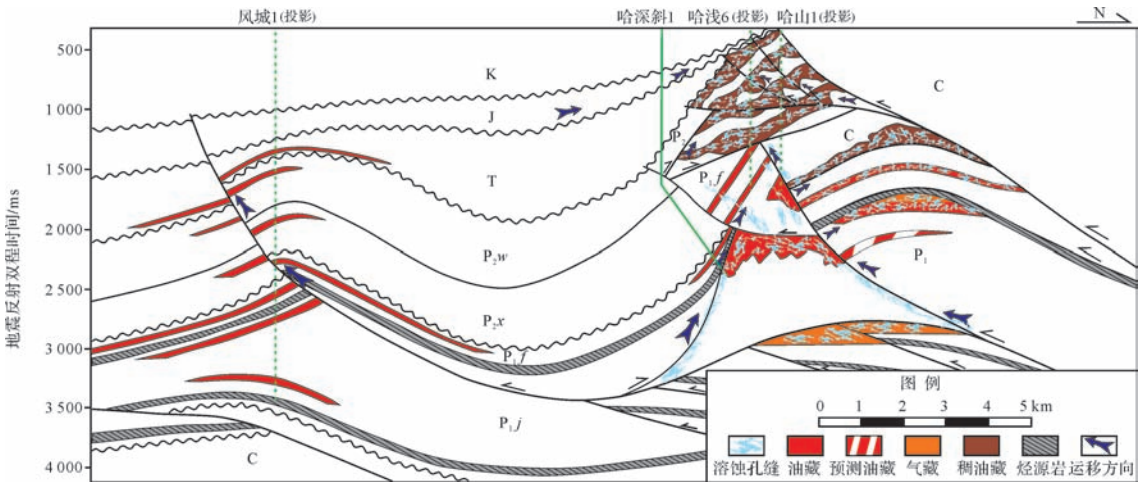 风城1(投影)
哈深斜1
哈浅6(投影)
哈山1(投影)
N
地震反射双程时间/ms
500
1 000
1 500
2 000
2 500
3 000
3 500
4 000
K
J
T
P₂w
P₂x
P₁f
P₁j
C
P₂
P₁f
C
C
P₁
图 例
0 1 2 3 4 5 km
溶蚀孔缝 油藏 预测油藏 气藏 稠油藏 烃源岩 运移方向